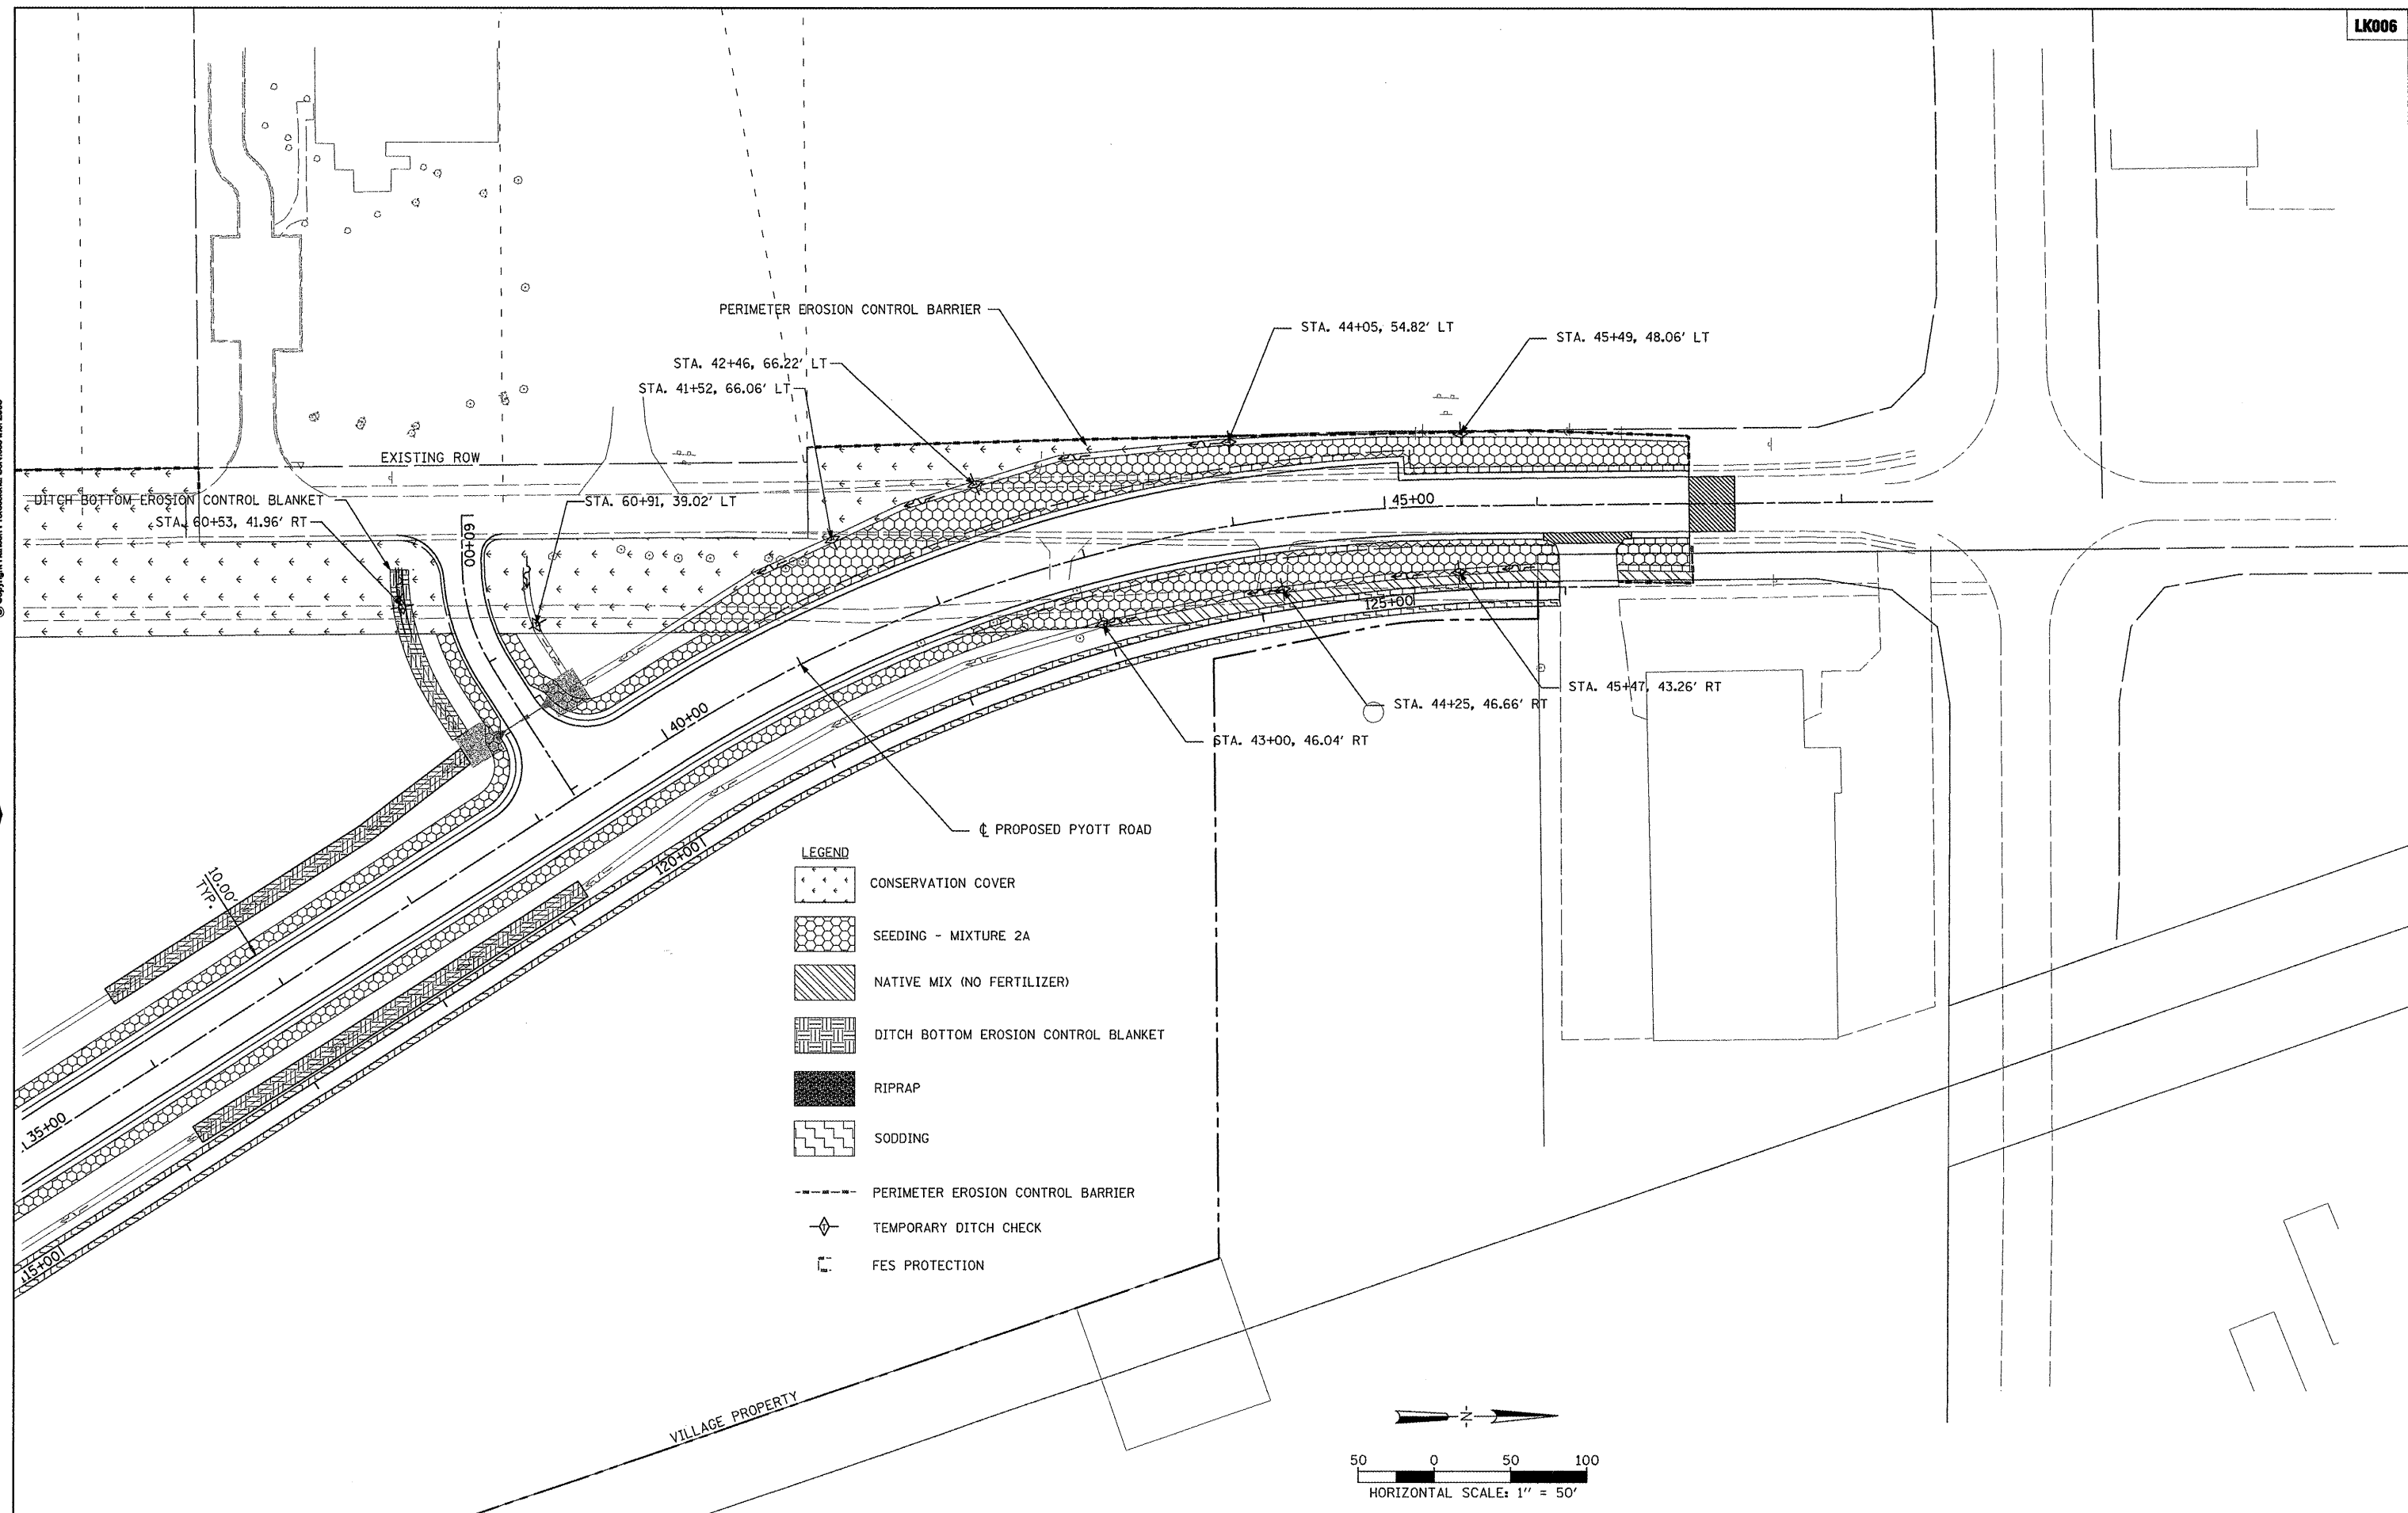 LK006
PERIMETER EROSION CONTROL BARRIER
STA. 44+05, 54.82' LT
STA. 45+49, 48.06' LT
STA. 42+46, 66.22' LT
STA. 41+52, 66.06' LT
EXISTING ROW
DITCH BOTTOM EROSION CONTROL BLANKET
STA. 60+53, 41.96' RT
STA. 60+91, 39.02' LT
60+00
45+00
125+00
STA. 45+47, 43.26' RT
STA. 44+25, 46.66' RT
STA. 43+00, 46.04' RT
40+00
℄ PROPOSED PYOTT ROAD
120+00
10.00'
TYP.
35+00
115+00
LEGEND
CONSERVATION COVER
SEEDING - MIXTURE 2A
NATIVE MIX (NO FERTILIZER)
DITCH BOTTOM EROSION CONTROL BLANKET
RIPRAP
SODDING
PERIMETER EROSION CONTROL BARRIER
T
TEMPORARY DITCH CHECK
FES PROTECTION
VILLAGE PROPERTY
-N-
50 0 50 100
HORIZONTAL SCALE: 1'' = 50'